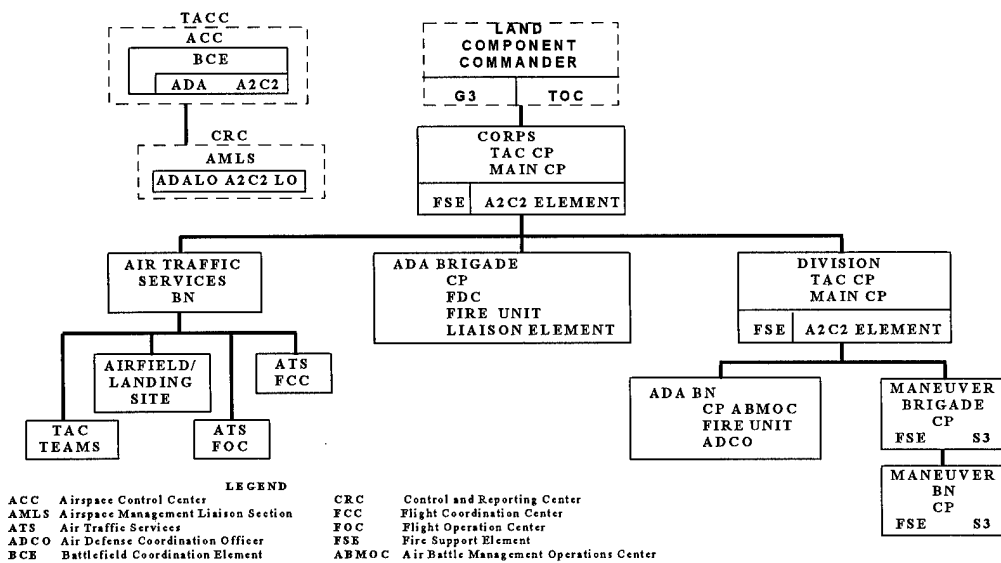 TACC
ACC
BCE
ADA A2C2
CRC
AMLS
ADALO A2C2 LO
LAND
COMPONENT
COMMANDER
G3 TOC
CORPS
TAC CP
MAIN CP
FSE A2C2 ELEMENT
AIR TRAFFIC
SERVICES
BN
ADA BRIGADE
CP
FDC
FIRE UNIT
LIAISON ELEMENT
DIVISION
TAC CP
MAIN CP
FSE A2C2 ELEMENT
AIRFIELD/
LANDING
SITE
ATS
FCC
TAC
TEAMS
ATS
FOC
ADA BN
CP ABMOC
FIRE UNIT
ADCO
MANEUVER
BRIGADE
CP
FSE S3
MANEUVER
BN
CP
FSE S3
LEGEND
ACC Airspace Control Center
AMLS Airspace Management Liaison Section
ATS Air Traffic Services
ADCO Air Defense Coordination Officer
BCE Battlefield Coordination Element
CRC Control and Reporting Center
FCC Flight Coordination Center
FOC Flight Operation Center
FSE Fire Support Element
ABMOC Air Battle Management Operations Center